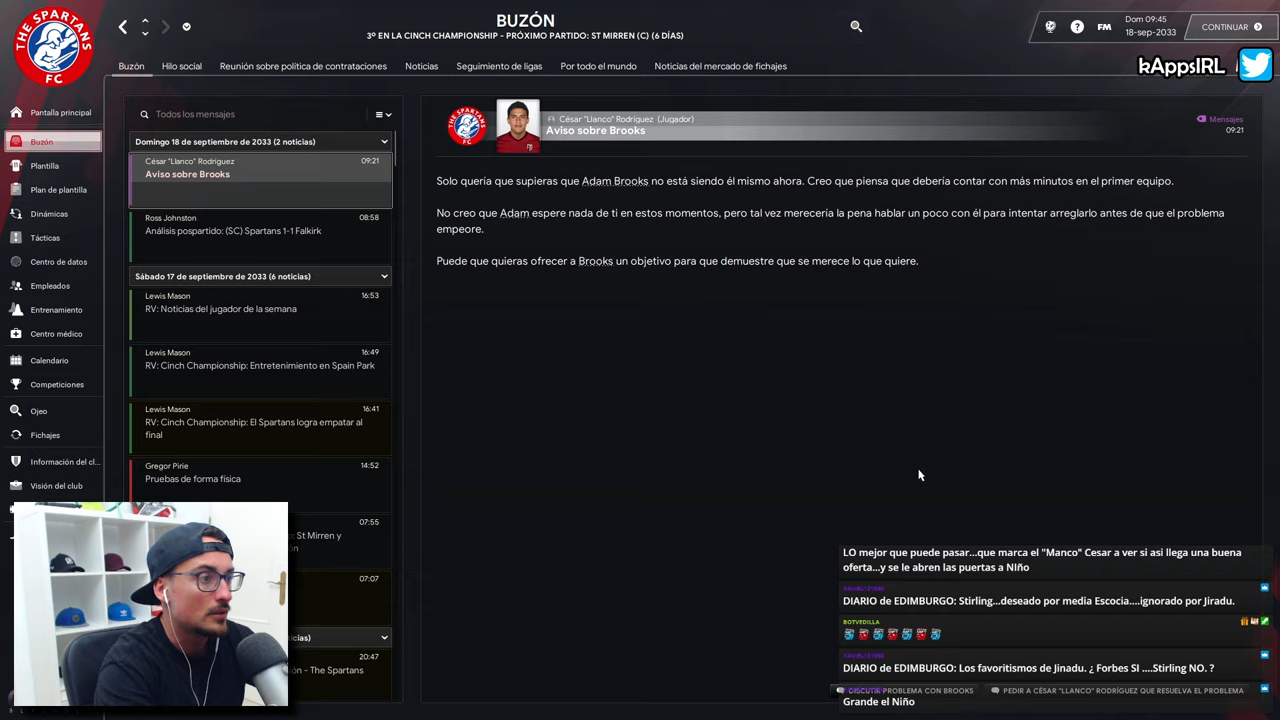 THE SPARTANS
FC
BUZÓN
3º EN LA CINCH CHAMPIONSHIP - PRÓXIMO PARTIDO: ST MIRREN (C) (6 DÍAS)
FM
Dom 09:45
18-sep-2033
CONTINUAR
kAppsIRL
Buzón
Hilo social
Reunión sobre política de contrataciones
Noticias
Seguimiento de ligas
Por todo el mundo
Noticias del mercado de fichajes
Pantalla principal
Buzón
Plantilla
Plan de plantilla
Dinámicas
Tácticas
Centro de datos
Empleados
Entrenamiento
Centro médico
Calendario
Competiciones
Ojeo
Fichajes
Información del cl...
Visión del club
Todos los mensajes
Domingo 18 de septiembre de 2033 (2 noticias)
César "Llanco" Rodríguez 09:21
Aviso sobre Brooks
Ross Johnston 08:58
Análisis pospartido: (SC) Spartans 1-1 Falkirk
Sábado 17 de septiembre de 2033 (6 noticias)
Lewis Mason 16:53
RV: Noticias del jugador de la semana
Lewis Mason 16:49
RV: Cinch Championship: Entretenimiento en Spain Park
Lewis Mason 16:41
RV: Cinch Championship: El Spartans logra empatar al
final
Gregor Pirie 14:52
Pruebas de forma física
07:55
: St Mirren y
07:07
20:47
- The Spartans
César "Llanco" Rodríguez (Jugador)
Aviso sobre Brooks
Mensajes
09:21
Solo quería que supieras que Adam Brooks no está siendo él mismo ahora. Creo que piensa que debería contar con más minutos en el primer equipo.
No creo que Adam espere nada de ti en estos momentos, pero tal vez merecería la pena hablar un poco con él para intentar arreglarlo antes de que el problema
empeore.
Puede que quieras ofrecer a Brooks un objetivo para que demuestre que se merece lo que quiere.
LO mejor que puede pasar...que marca el "Manco" Cesar a ver si asi llega una buena
oferta...y se le abren las puertas a NIño
DIARIO de EDIMBURGO: Stirling...deseado por media Escocia....ignorado por Jiradu.
BOTVEDILLA
DIARIO de EDIMBURGO: Los favoritismos de Jinadu. ¿ Forbes SI ....Stirling NO. ?
DISCUTIR PROBLEMA CON BROOKS
PEDIR A CÉSAR "LLANCO" RODRÍGUEZ QUE RESUELVA EL PROBLEMA
Grande el Niño